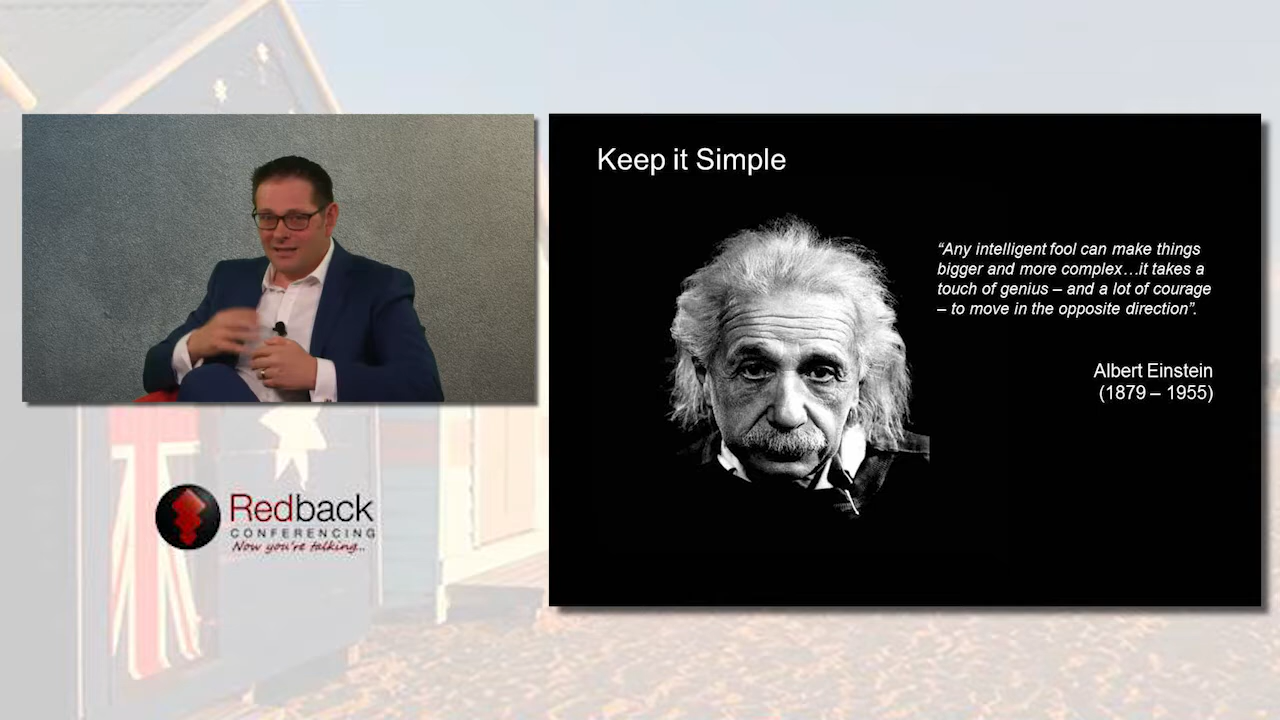 Keep it Simple
“Any intelligent fool can make things
bigger and more complex…it takes a
touch of genius – and a lot of courage
– to move in the opposite direction”.
Albert Einstein
(1879 – 1955)
Redback
CONFERENCING
Now you're talking...